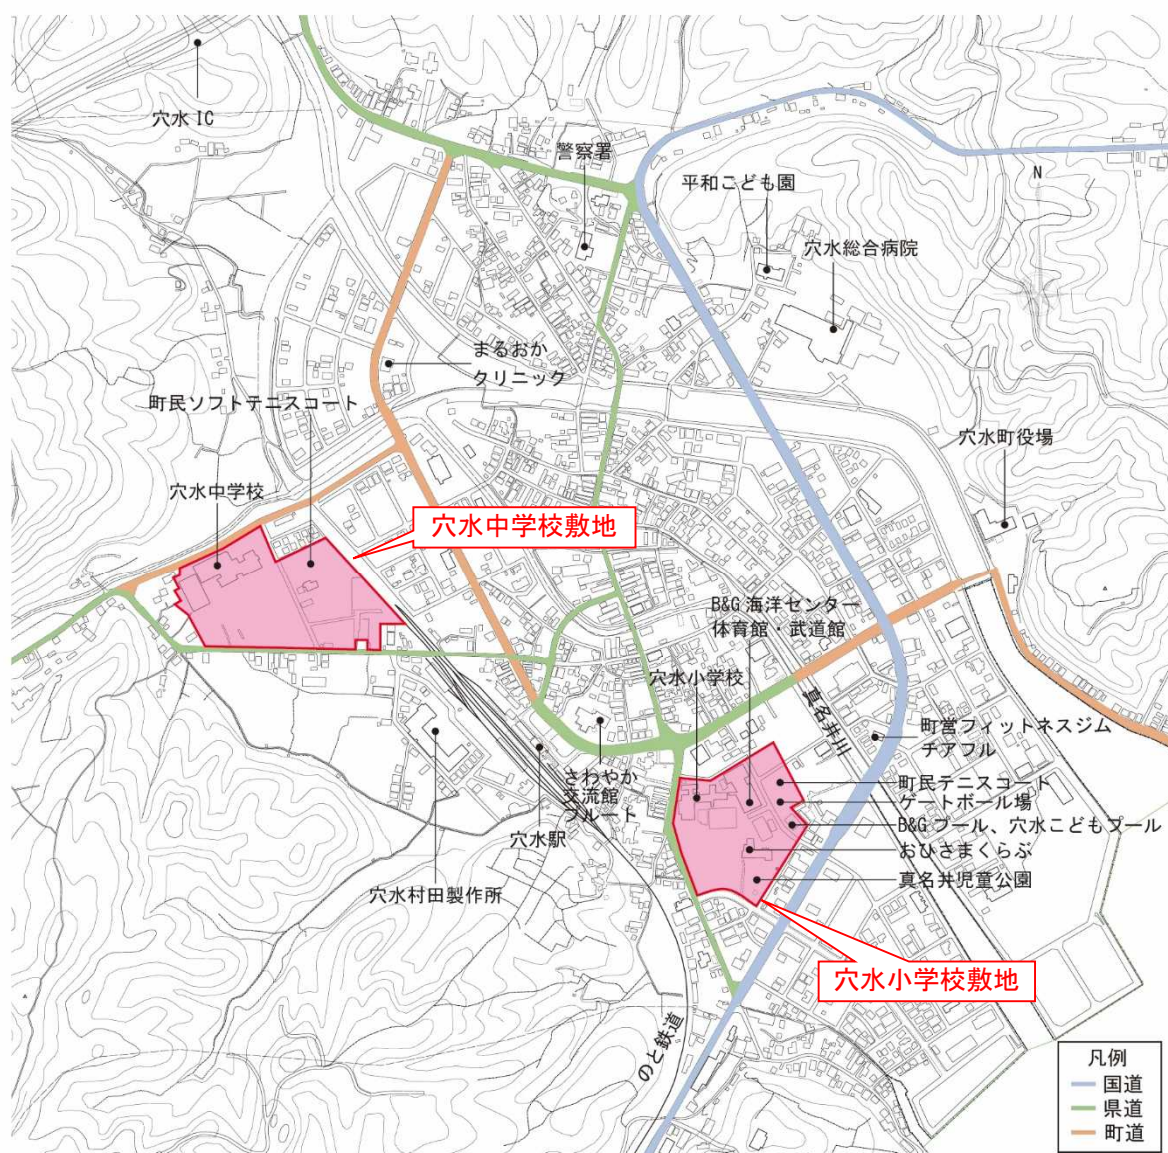 穴水IC
警察署
N
平和こども園
穴水総合病院
まるおか
クリニック
町民ソフトテニスコート
穴水町役場
穴水中学校
穴水中学校敷地
B&G海洋センター
体育館・武道館
穴水小学校
真名井川
町営フィットネスジム
チアフル
さわやか
交流館
プルート
町民テニスコート
ゲートボール場
B&Gプール、穴水こどもプール
穴水駅
おひさまくらぶ
真名井児童公園
穴水村田製作所
穴水小学校敷地
のと鉄道
凡例
国道
県道
町道